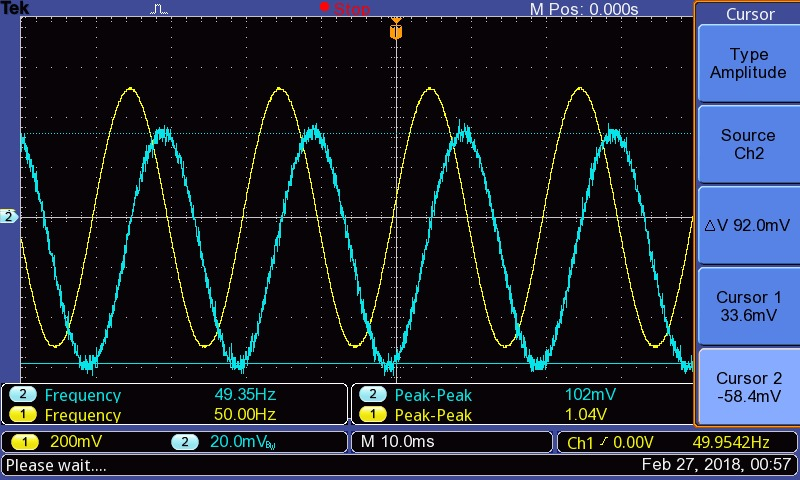 Tek Stop M Pos: 0.000s
T
2
Cursor
Type
Amplitude
Source
Ch2
△V 92.0mV
Cursor 1
33.6mV
Cursor 2
-58.4mV
2 Frequency 49.35Hz 2 Peak-Peak 102mV
1 Frequency 50.00Hz 1 Peak-Peak 1.04V
1 200mV 2 20.0mVBW M 10.0ms Ch1 / 0.00V 49.9542Hz
Please wait.... Feb 27, 2018, 00:57